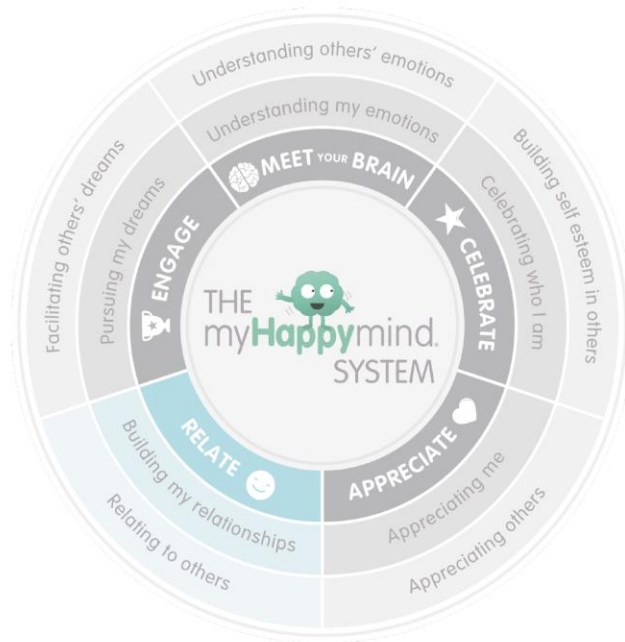 Understanding others' emotions
Understanding my emotions
MEET YOUR BRAIN
Building self esteem in others
Celebrating who I am
CELEBRATE
Appreciating others
Appreciating me
APPRECIATE
Relating to others
Building my relationships
RELATE
Facilitating others' dreams
Pursuing my dreams
ENGAGE
THE
myHappymind.
SYSTEM